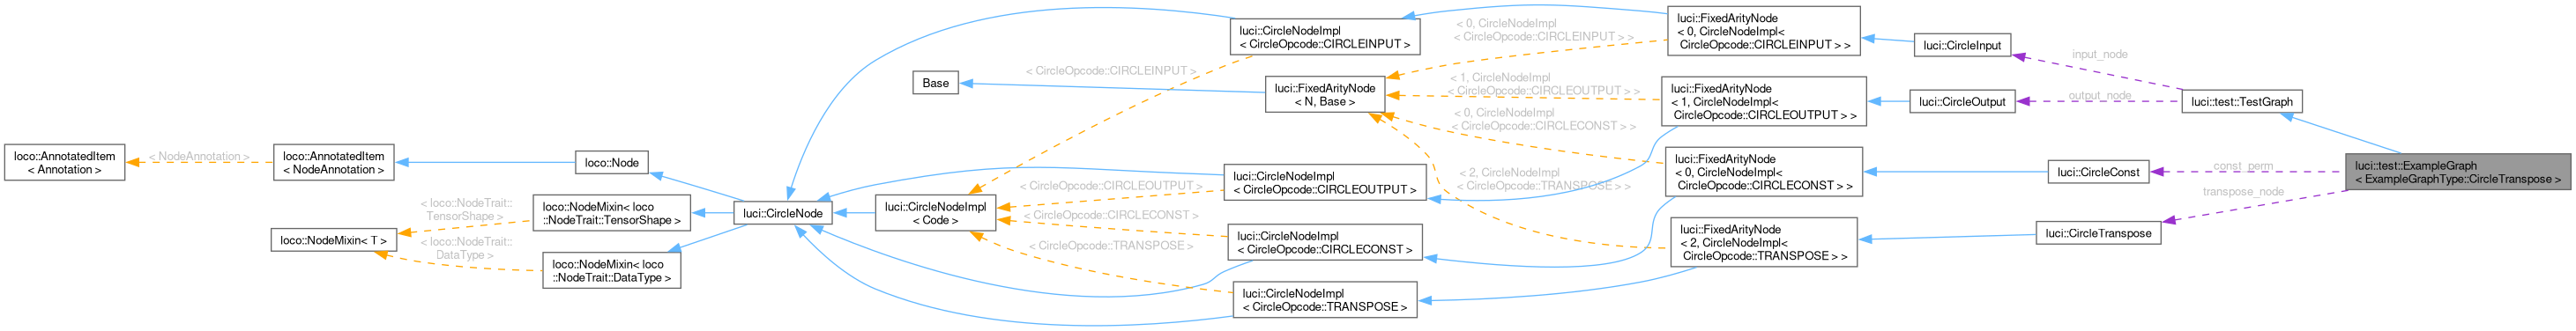 loco::AnnotatedItem
< Annotation >
< NodeAnnotation >
loco::AnnotatedItem
< NodeAnnotation >
loco::NodeMixin< T >
< loco::NodeTrait::
TensorShape >
< loco::NodeTrait::
DataType >
loco::Node
loco::NodeMixin< loco
::NodeTrait::TensorShape >
loco::NodeMixin< loco
::NodeTrait::DataType >
luci::CircleNode
Base
luci::CircleNodeImpl
< Code >
< CircleOpcode::CIRCLEINPUT >
< CircleOpcode::CIRCLEOUTPUT >
< CircleOpcode::CIRCLECONST >
< CircleOpcode::TRANSPOSE >
luci::CircleNodeImpl
< CircleOpcode::CIRCLEINPUT >
luci::FixedArityNode
< N, Base >
luci::CircleNodeImpl
< CircleOpcode::CIRCLEOUTPUT >
luci::CircleNodeImpl
< CircleOpcode::CIRCLECONST >
luci::CircleNodeImpl
< CircleOpcode::TRANSPOSE >
< 0, CircleNodeImpl
< CircleOpcode::CIRCLEINPUT > >
< 1, CircleNodeImpl
< CircleOpcode::CIRCLEOUTPUT > >
< 0, CircleNodeImpl
< CircleOpcode::CIRCLECONST > >
< 2, CircleNodeImpl
< CircleOpcode::TRANSPOSE > >
luci::FixedArityNode
< 0, CircleNodeImpl<
CircleOpcode::CIRCLEINPUT > >
luci::FixedArityNode
< 1, CircleNodeImpl<
CircleOpcode::CIRCLEOUTPUT > >
luci::FixedArityNode
< 0, CircleNodeImpl<
CircleOpcode::CIRCLECONST > >
luci::FixedArityNode
< 2, CircleNodeImpl<
CircleOpcode::TRANSPOSE > >
luci::CircleInput
luci::CircleOutput
luci::CircleConst
luci::CircleTranspose
input_node
output_node
const_perm
transpose_node
luci::test::TestGraph
luci::test::ExampleGraph
< ExampleGraphType::CircleTranspose >